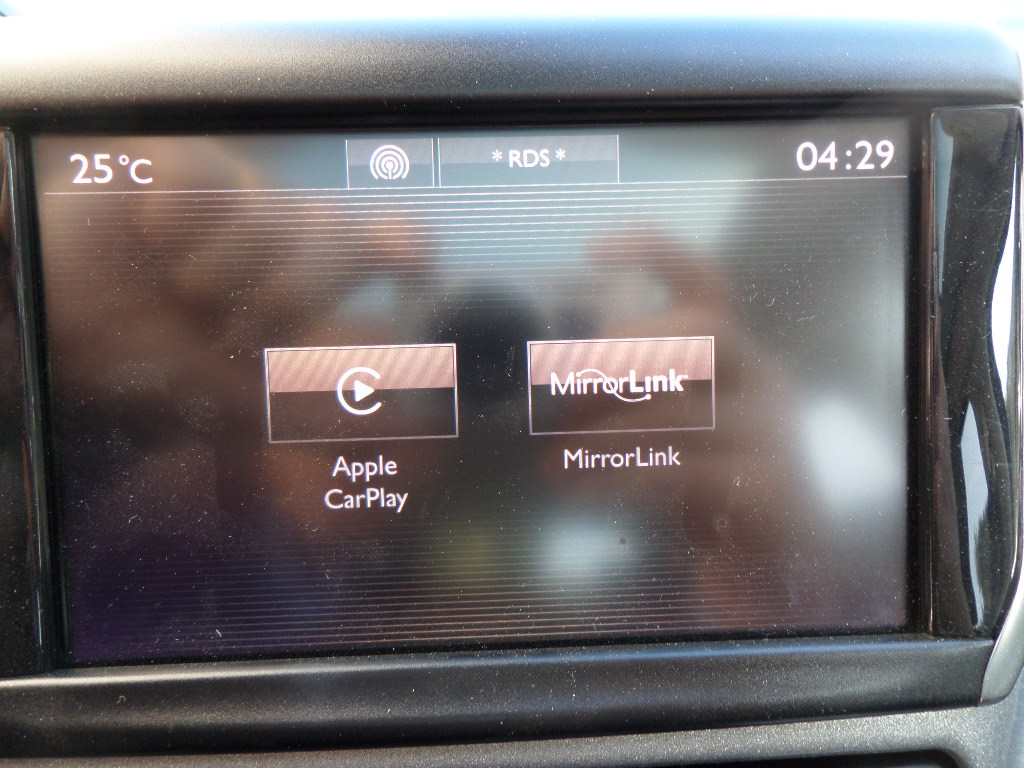 25°C
* RDS *
04:29
MirrorLink
Apple
CarPlay
MirrorLink